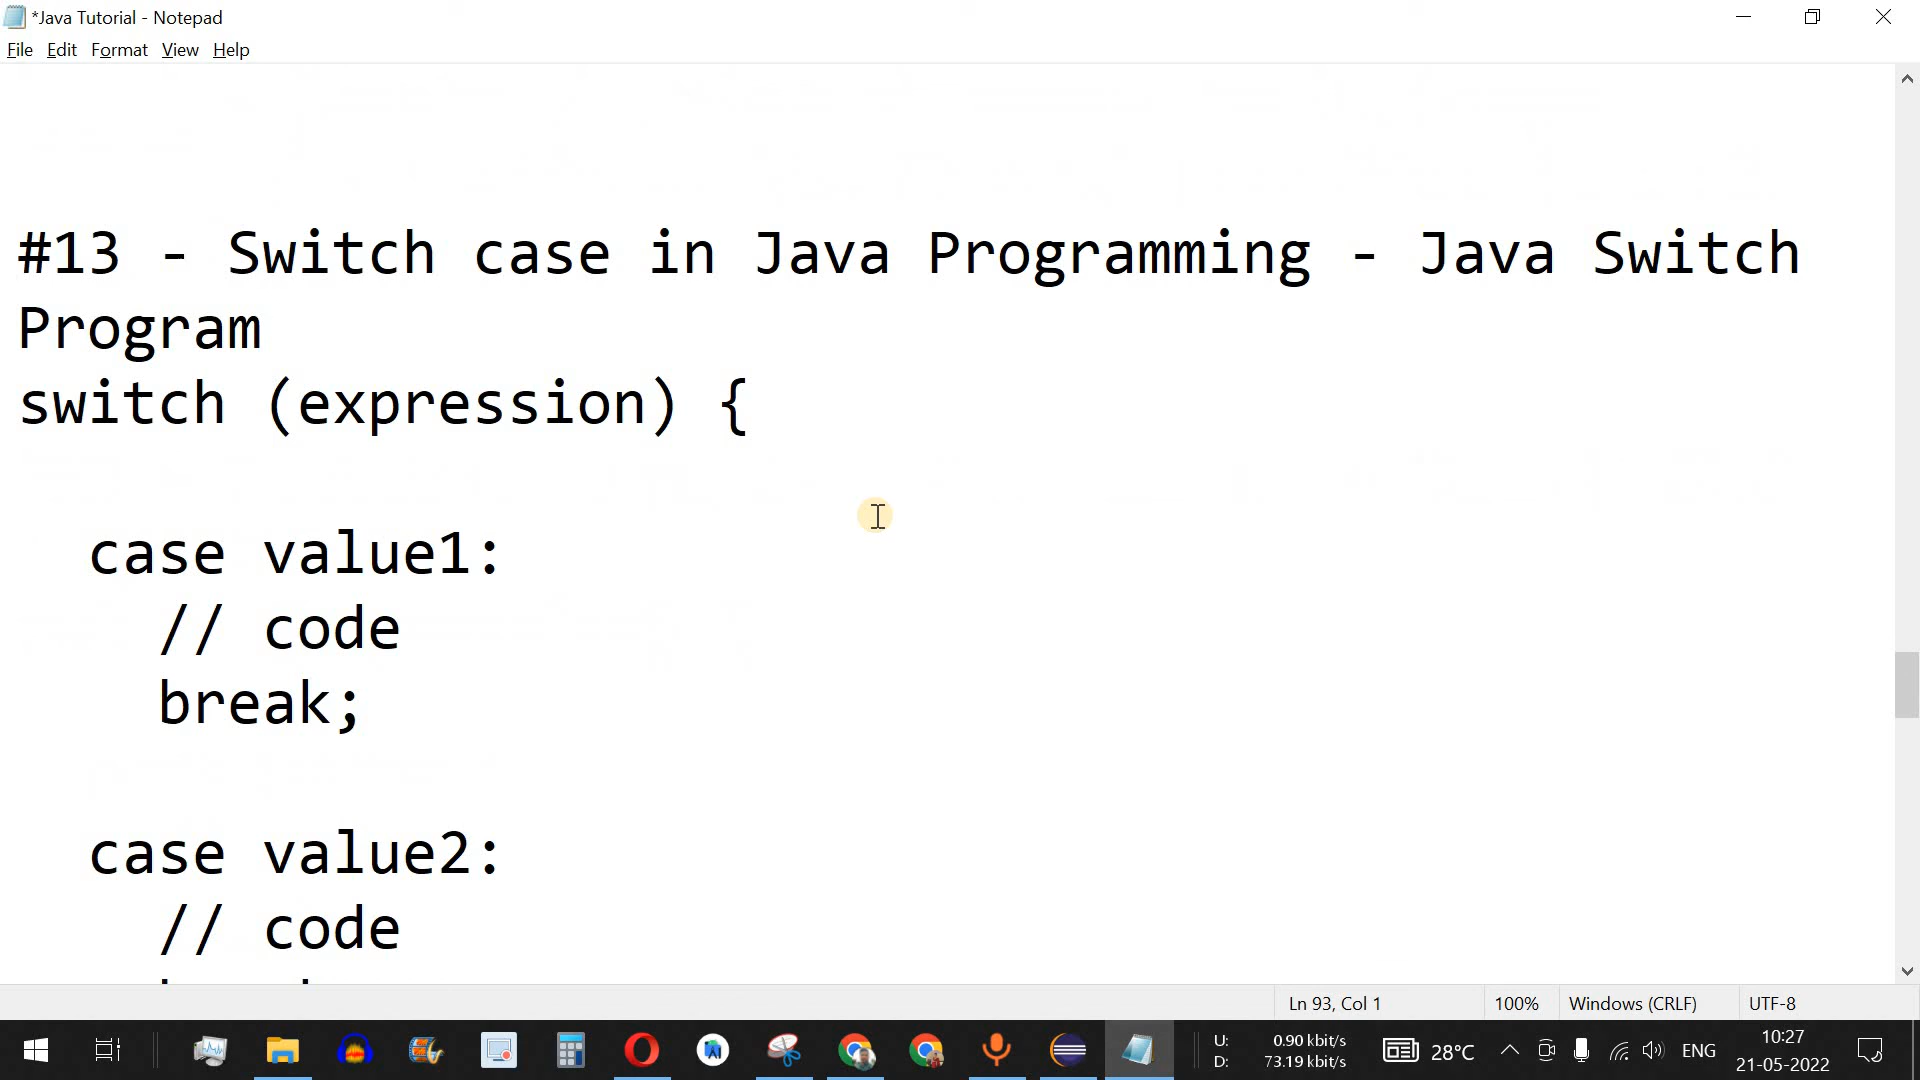 *Java Tutorial - Notepad
File Edit Format View Help
#13 - Switch case in Java Programming - Java Switch
Program
switch (expression) {
case value1:
// code
break;
case value2:
// code
Ln 93, Col 1 100% Windows (CRLF) UTF-8
U: 0.90 kbit/s
D: 73.19 kbit/s
28°C
ENG
10:27
21-05-2022